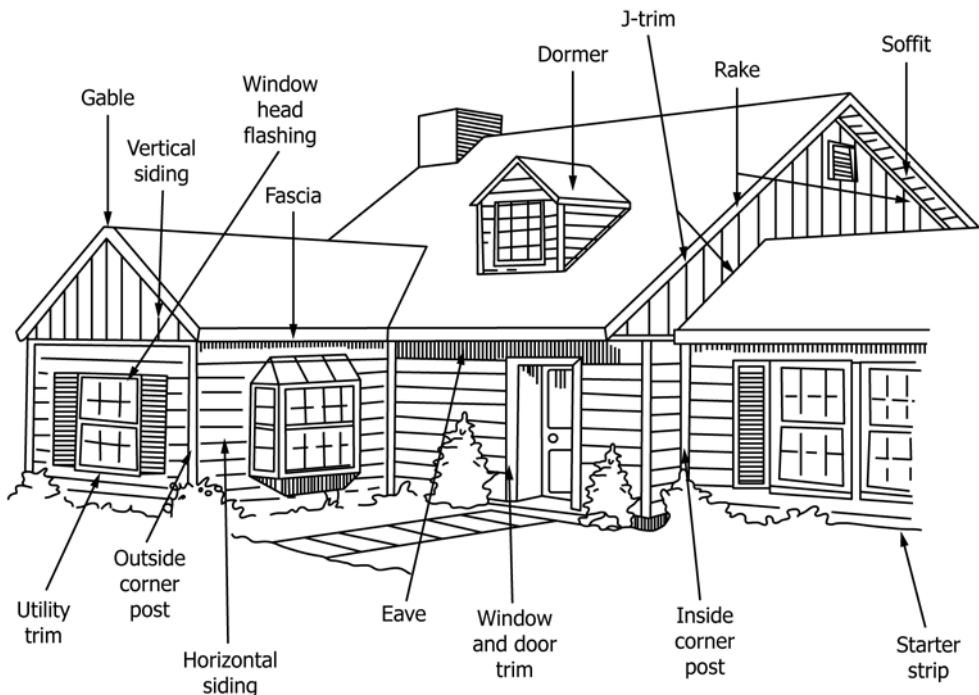 J-trim
Soffit
Dormer
Rake
Window
head
flashing
Gable
Vertical
siding
Fascia
Outside
corner
post
Utility
trim
Horizontal
siding
Eave
Window
and door
trim
Inside
corner
post
Starter
strip